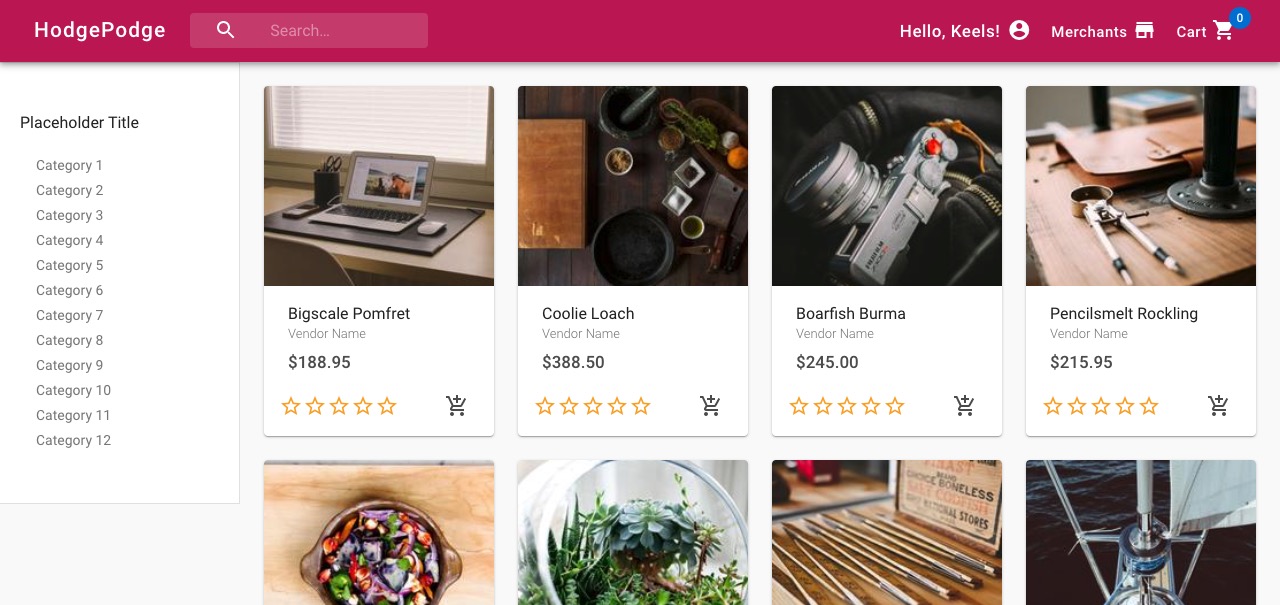 HodgePodge
Search...
Hello, Keels!
Merchants
Cart
0
Placeholder Title
Category 1
Category 2
Category 3
Category 4
Category 5
Category 6
Category 7
Category 8
Category 9
Category 10
Category 11
Category 12
Bigscale Pomfret
Vendor Name
$188.95
Coolie Loach
Vendor Name
$388.50
Boarfish Burma
Vendor Name
$245.00
Pencilsmelt Rockling
Vendor Name
$215.95
FUJIFILM
BRAND
CHOICE BONELESS
NATIONAL STORES